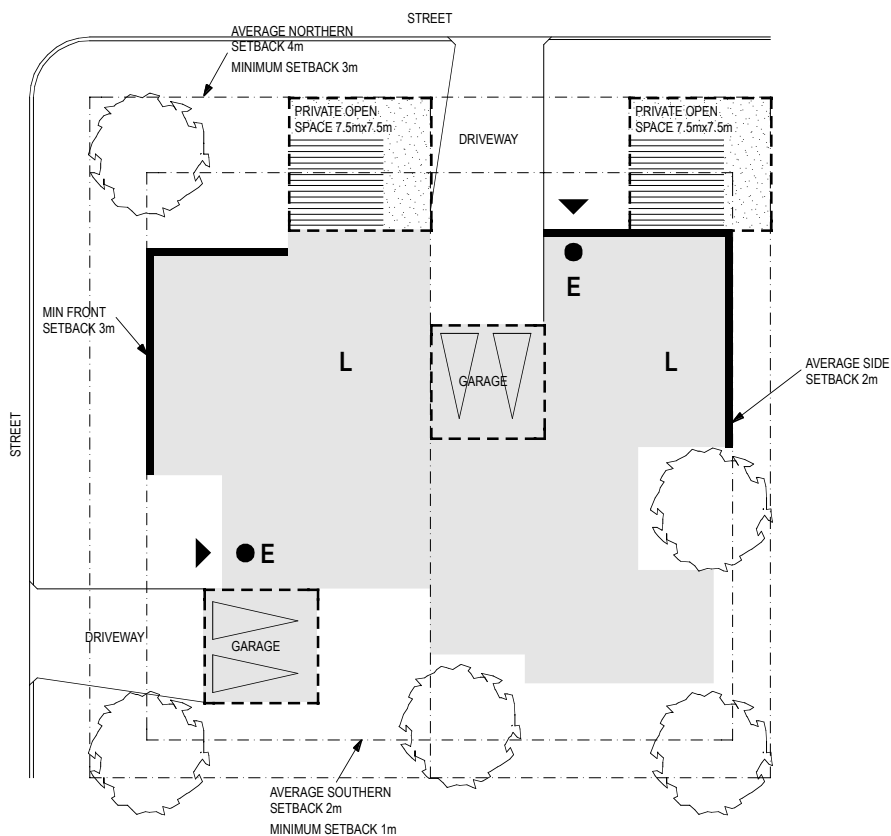 STREET
AVERAGE NORTHERN
SETBACK 4m
MINIMUM SETBACK 3m
PRIVATE OPEN
SPACE 7.5mx7.5m
DRIVEWAY
PRIVATE OPEN
SPACE 7.5mx7.5m
E
MIN FRONT
SETBACK 3m
L
GARAGE
L
AVERAGE SIDE
SETBACK 2m
STREET
E
DRIVEWAY
GARAGE
AVERAGE SOUTHERN
SETBACK 2m
MINIMUM SETBACK 1m